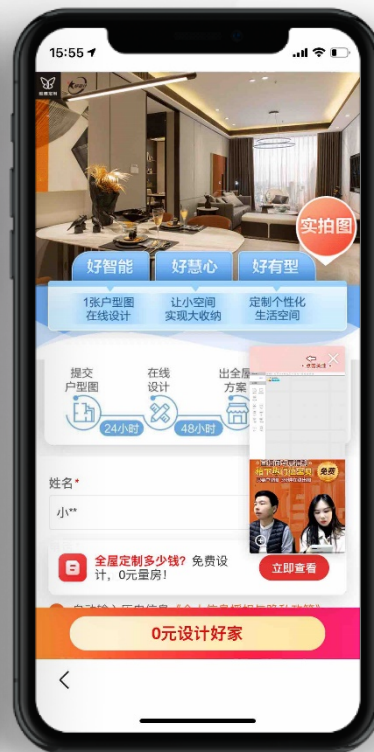 15:55
实拍图
好智能 好慧心 好有型
1张户型图 让小空间 定制个性化
在线设计 实现大收纳 生活空间
提交 在线 出全屋
户型图 设计 方案
24小时 48小时
姓名*
小**
免费
全屋定制多少钱? 免费设
计,0元量房!
立即查看
0元设计好家